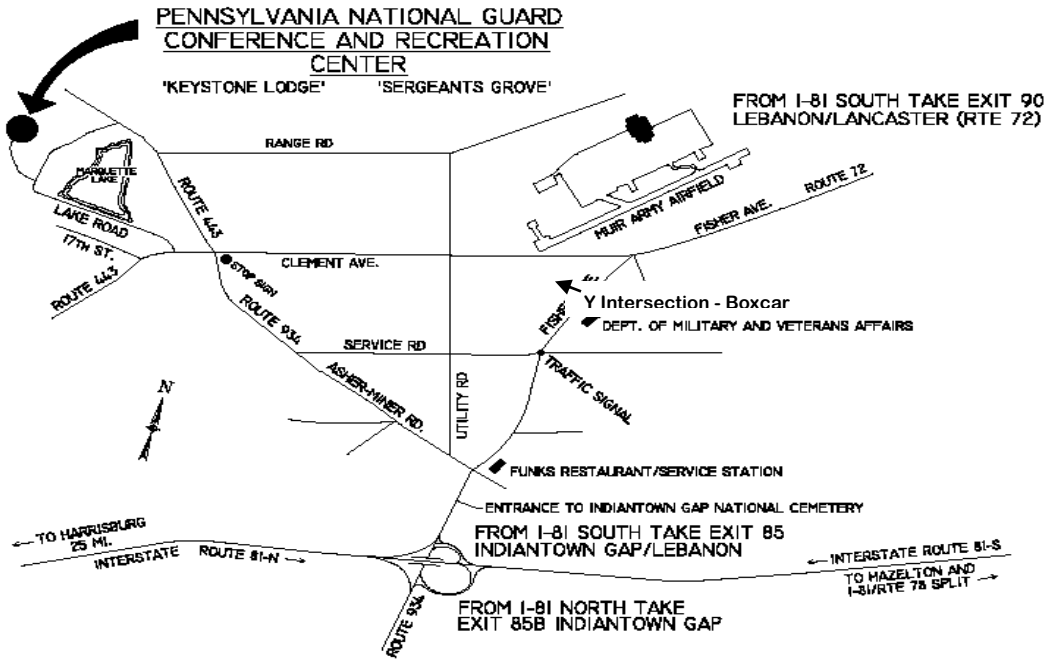 PENNSYLVANIA NATIONAL GUARD
CONFERENCE AND RECREATION
CENTER
'KEYSTONE LODGE' 'SERGEANTS GROVE'
FROM I-81 SOUTH TAKE EXIT 90
LEBANON/LANCASTER (RTE 72)
RANGE RD
MARQUETTE
LAKE
ROUTE 443
MUIR ARMY AIRFIELD
ROUTE 72
FISHER AVE.
LAKE ROAD
17TH ST.
ROUTE 443
STOP SIGN
CLEMENT AVE.
Y Intersection - Boxcar
DEPT. OF MILITARY AND VETERANS AFFAIRS
ROUTE 934
SERVICE RD
TRAFFIC SIGNAL
ASHER-MINER RD.
UTILITY RD
N
FUNKS RESTAURANT/SERVICE STATION
ENTRANCE TO INDIANTOWN GAP NATIONAL CEMETERY
TO HARRISBURG
25 MI.
INTERSTATE ROUTE 81-N
FROM I-81 SOUTH TAKE EXIT 85
INDIANTOWN GAP/LEBANON
INTERSTATE ROUTE 81-S
TO HAZELTON AND
I-81/RTE 78 SPLIT
ROUTE 934
FROM I-81 NORTH TAKE
EXIT 85B INDIANTOWN GAP